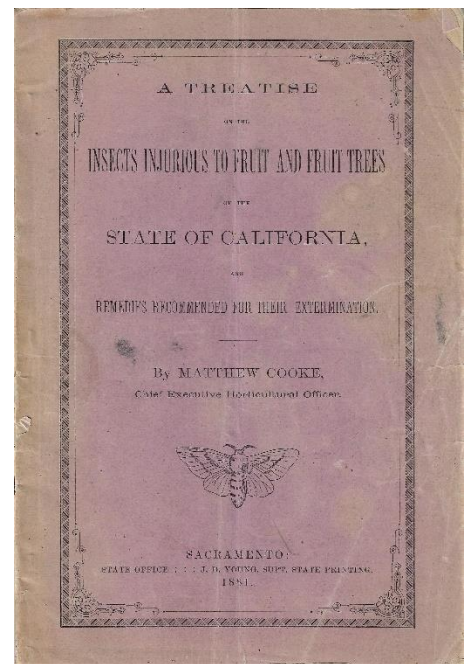 A TREATISE
ON THE
INSECTS INJURIOUS TO FRUIT AND FRUIT TREES
OF THE
STATE OF CALIFORNIA,
AND
REMEDIES RECOMMENDED FOR THEIR EXTERMINATION.
By MATTHEW COOKE,
Chief Executive Horticultural Officer.
SACRAMENTO:
STATE OFFICE : : : J. D. YOUNG, SUPT. STATE PRINTING.
1881.